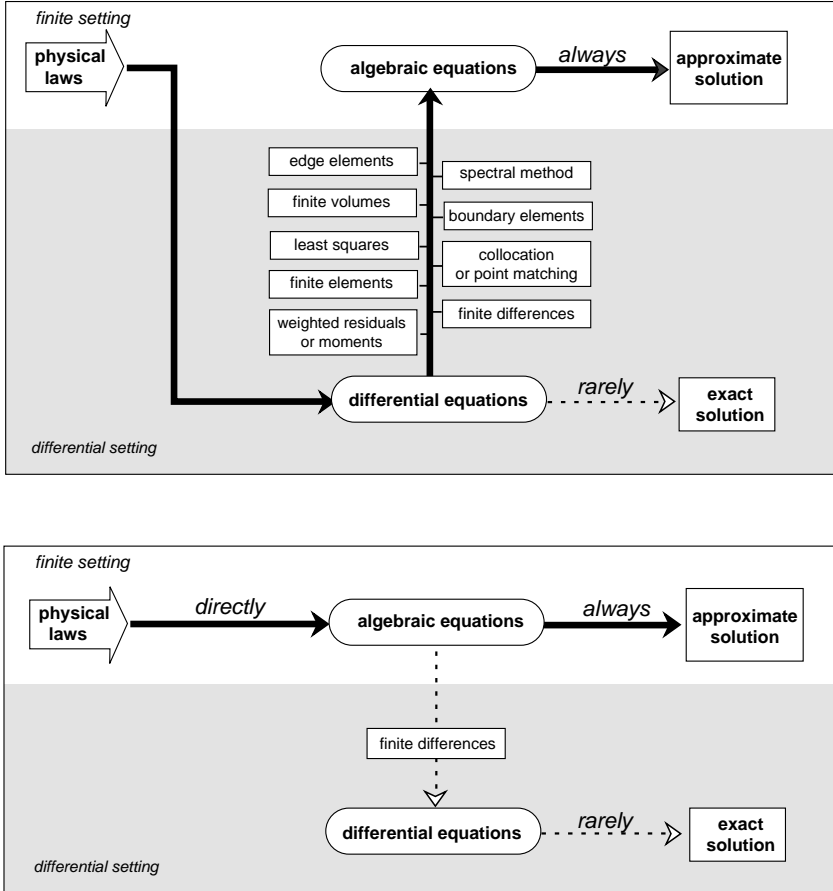 finite setting
physical
laws
algebraic equations
always
approximate
solution
edge elements
spectral method
finite volumes
boundary elements
least squares
collocation
or point matching
finite elements
finite differences
weighted residuals
or moments
differential equations
rarely
exact
solution
differential setting
finite setting
physical
laws
directly
algebraic equations
always
approximate
solution
finite differences
differential equations
rarely
exact
solution
differential setting